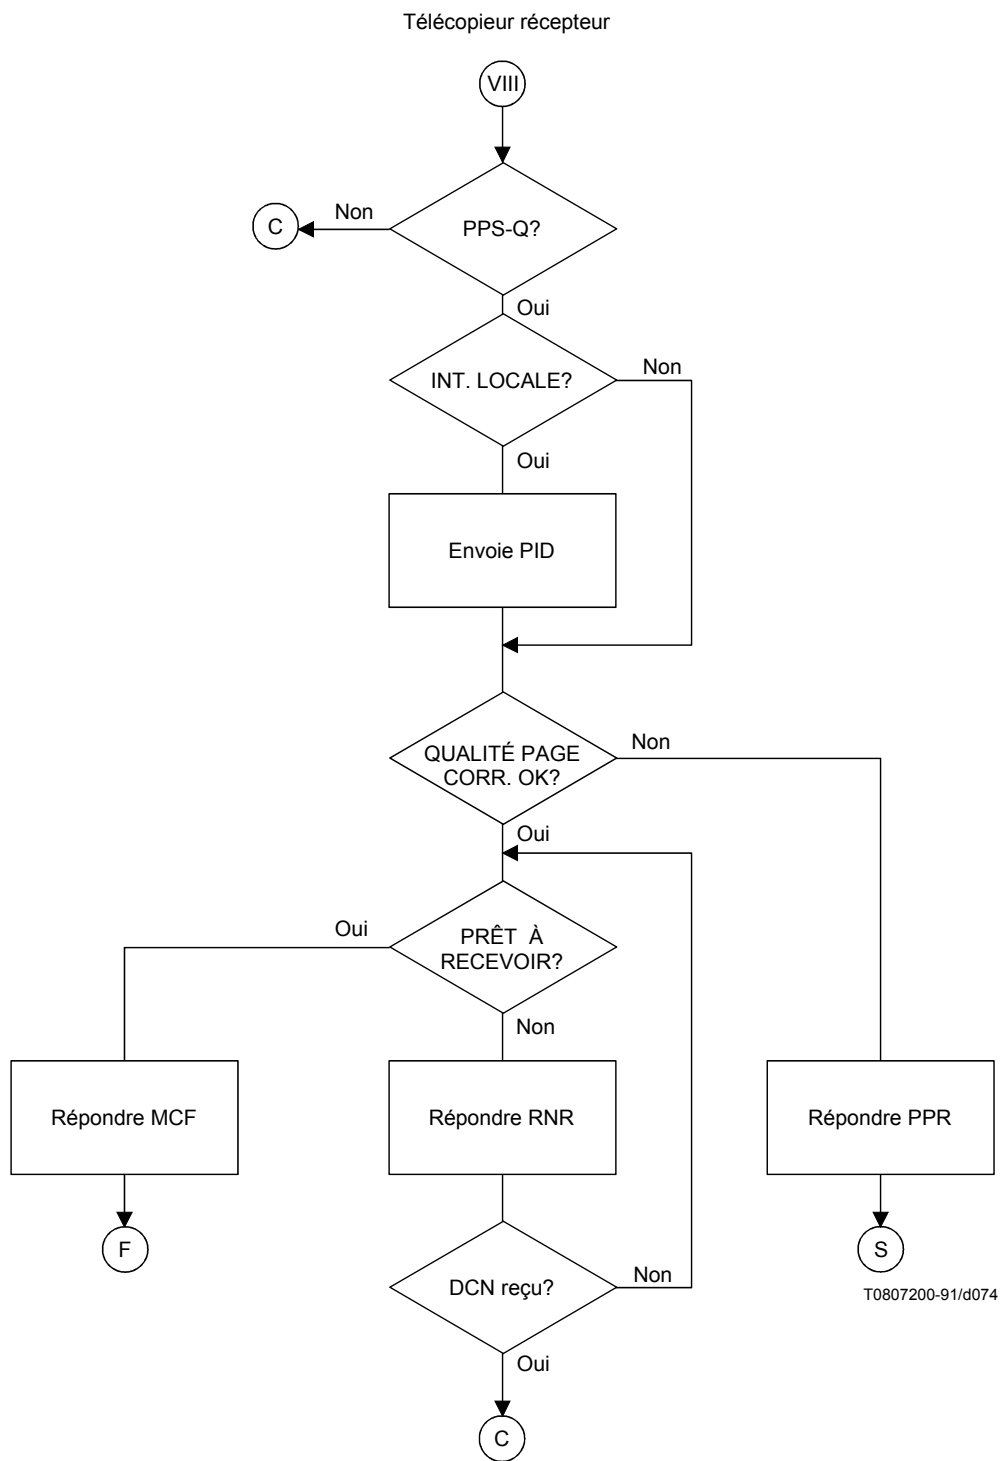 Télécopieur récepteur
VIII
PPS-Q?
Non
C
Oui
INT. LOCALE?
Non
Oui
Envoie PID
QUALITÉ PAGE
CORR. OK?
Non
Oui
PRÊT À
RECEVOIR?
Oui
Non
Répondre MCF
Répondre RNR
Répondre PPR
F
DCN reçu?
Non
S
T0807200-91/d074
Oui
C